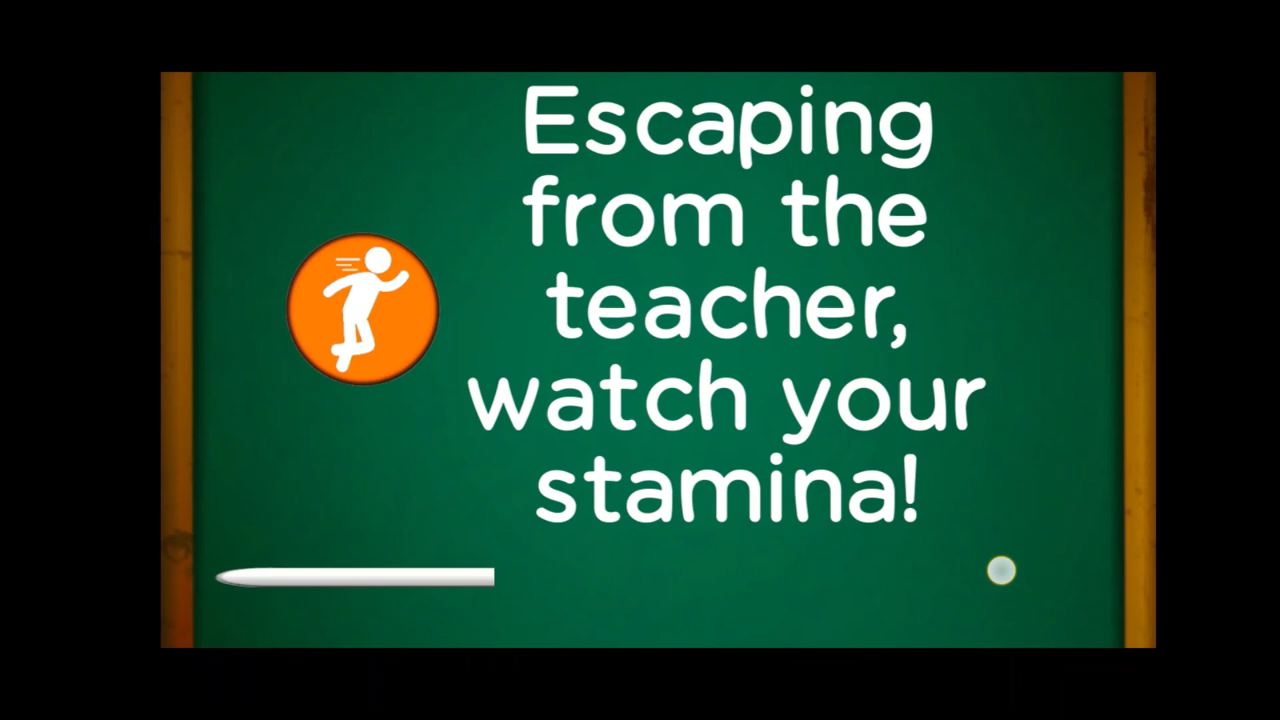 Escaping
from the
teacher,
watch your
stamina!